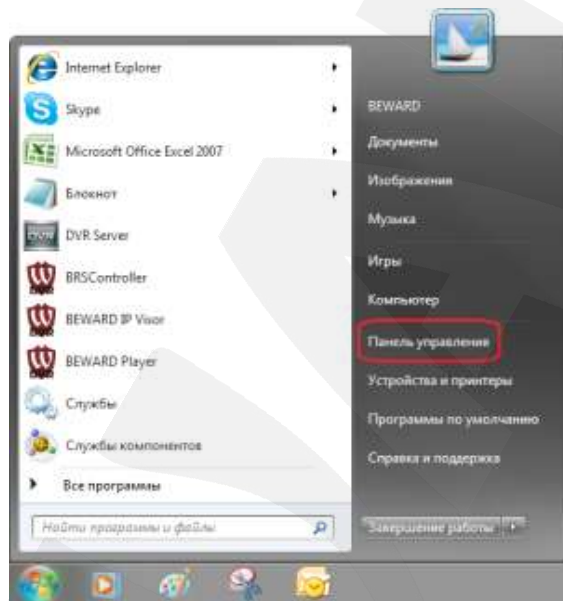 Internet Explorer
Skype
Microsoft Office Excel 2007
Блокнот
DVR Server
BRSController
BEWARD IP Visor
BEWARD Player
Службы
Службы компонентов
Все программы
Найти программы и файлы
BEWARD
Документы
Изображения
Музыка
Игры
Компьютер
Панель управления
Устройства и принтеры
Программы по умолчанию
Справка и поддержка
Завершение работы